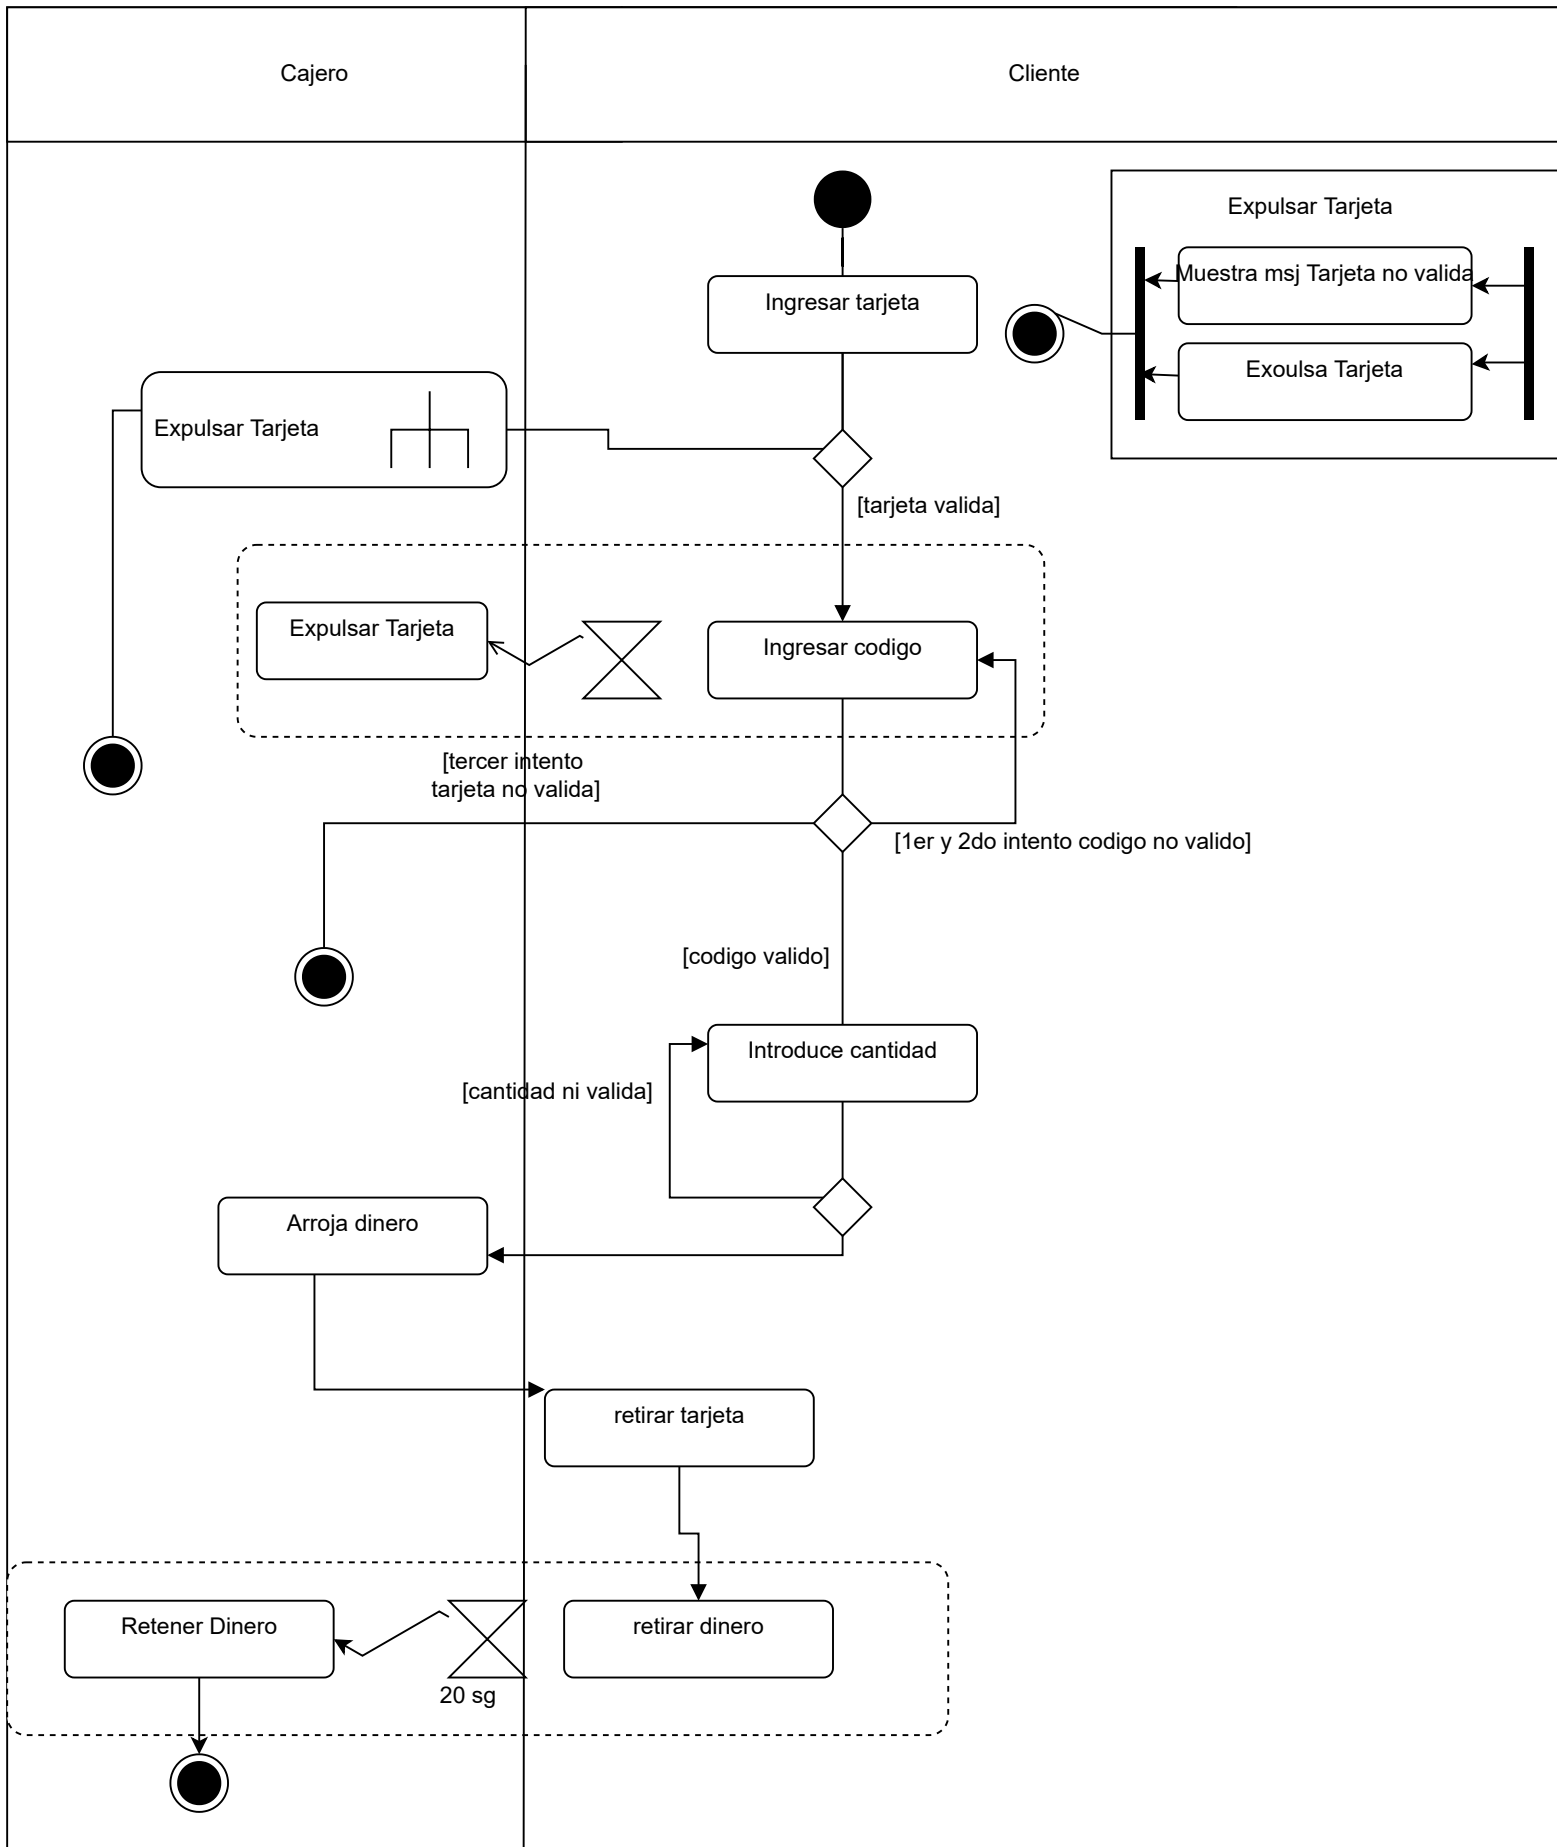 Cajero
Cliente
Expulsar Tarjeta
Muestra msj Tarjeta no valida
Ingresar tarjeta
Exoulsa Tarjeta
Expulsar Tarjeta
[tarjeta valida]
Expulsar Tarjeta
Ingresar codigo
[tercer intento
tarjeta no valida]
[1er y 2do intento codigo no valido]
[codigo valido]
Introduce cantidad
[cantidad ni valida]
Arroja dinero
retirar tarjeta
Retener Dinero
retirar dinero
20 sg